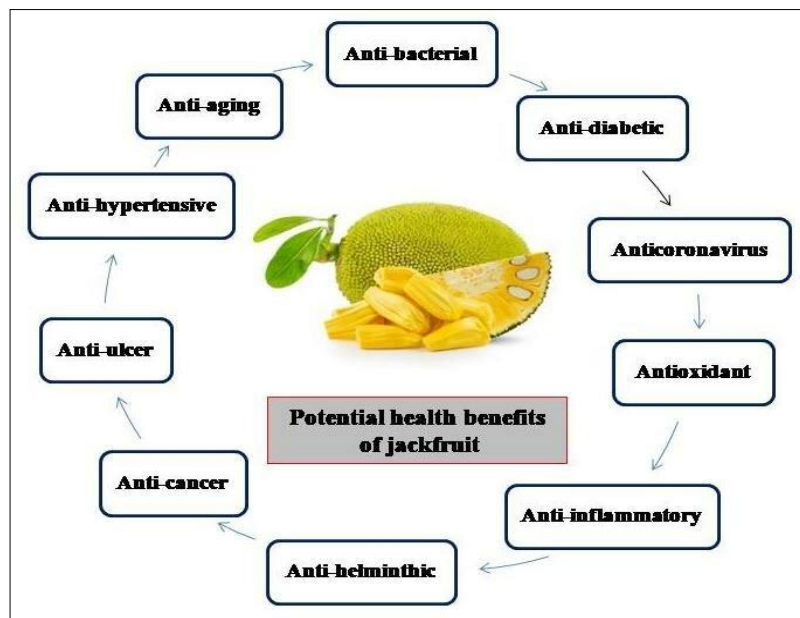 Anti-bacterial
Anti-diabetic
Anticoronavirus
Antioxidant
Anti-inflammatory
Anti-helminthic
Anti-cancer
Anti-ulcer
Anti-hypertensive
Anti-aging
Potential health benefits
of jackfruit